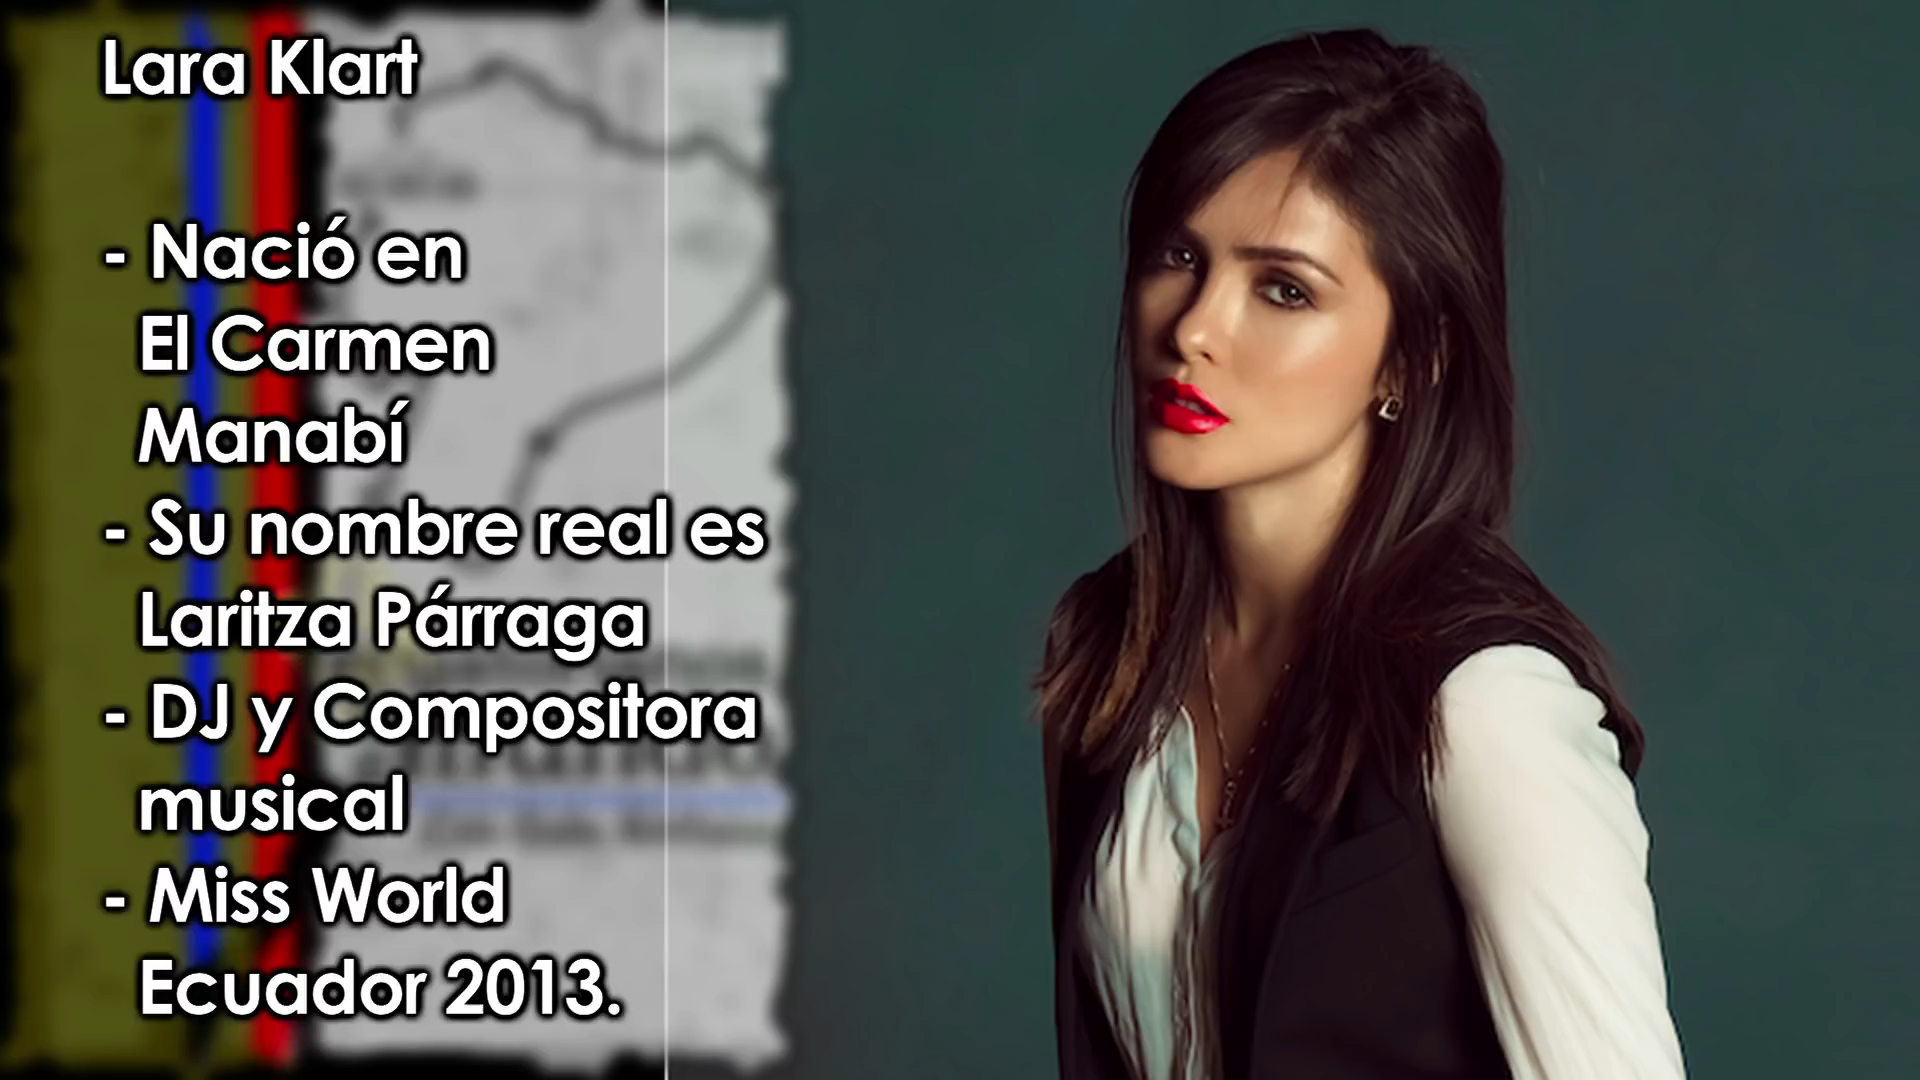 Lara Klart
- Nació en
El Carmen
Manabí
- Su nombre real es
Laritza Párraga
- DJ y Compositora
musical
- Miss World
Ecuador 2013.